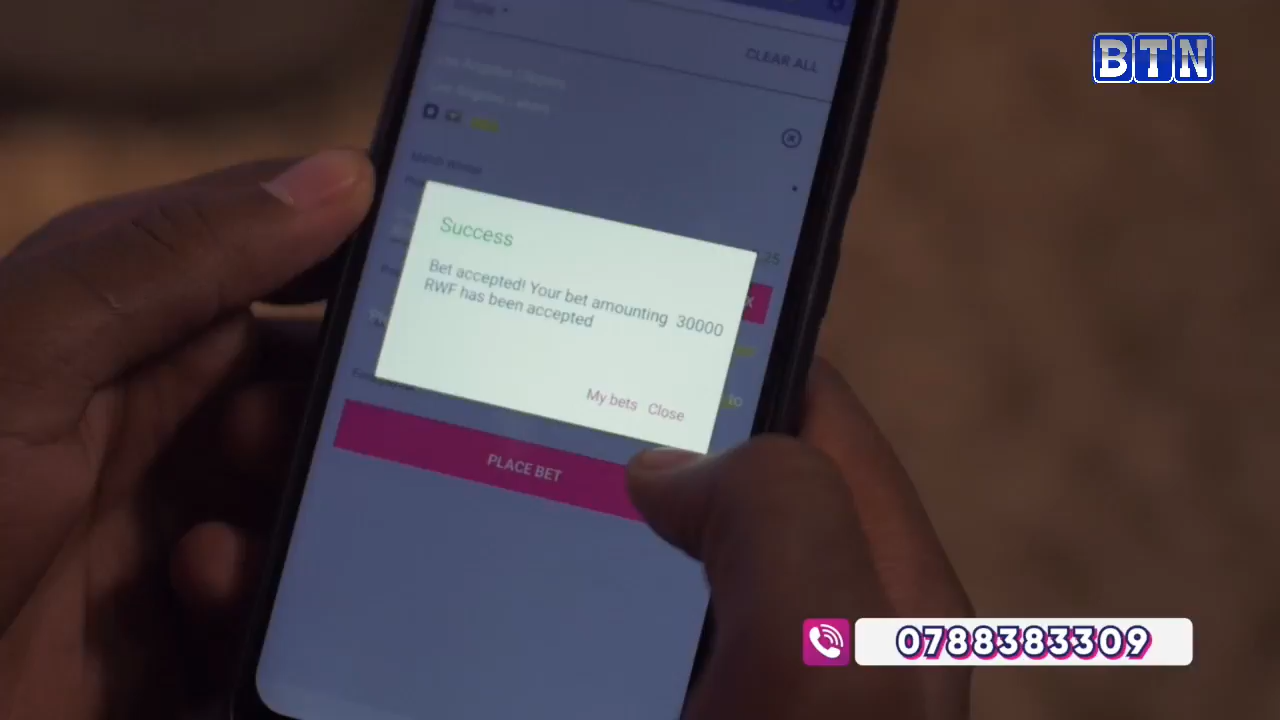 BTN
CLEAR ALL
Success
Bet accepted! Your bet amounting 30000
RWF has been accepted
My bets Close
PLACE BET
0788383309